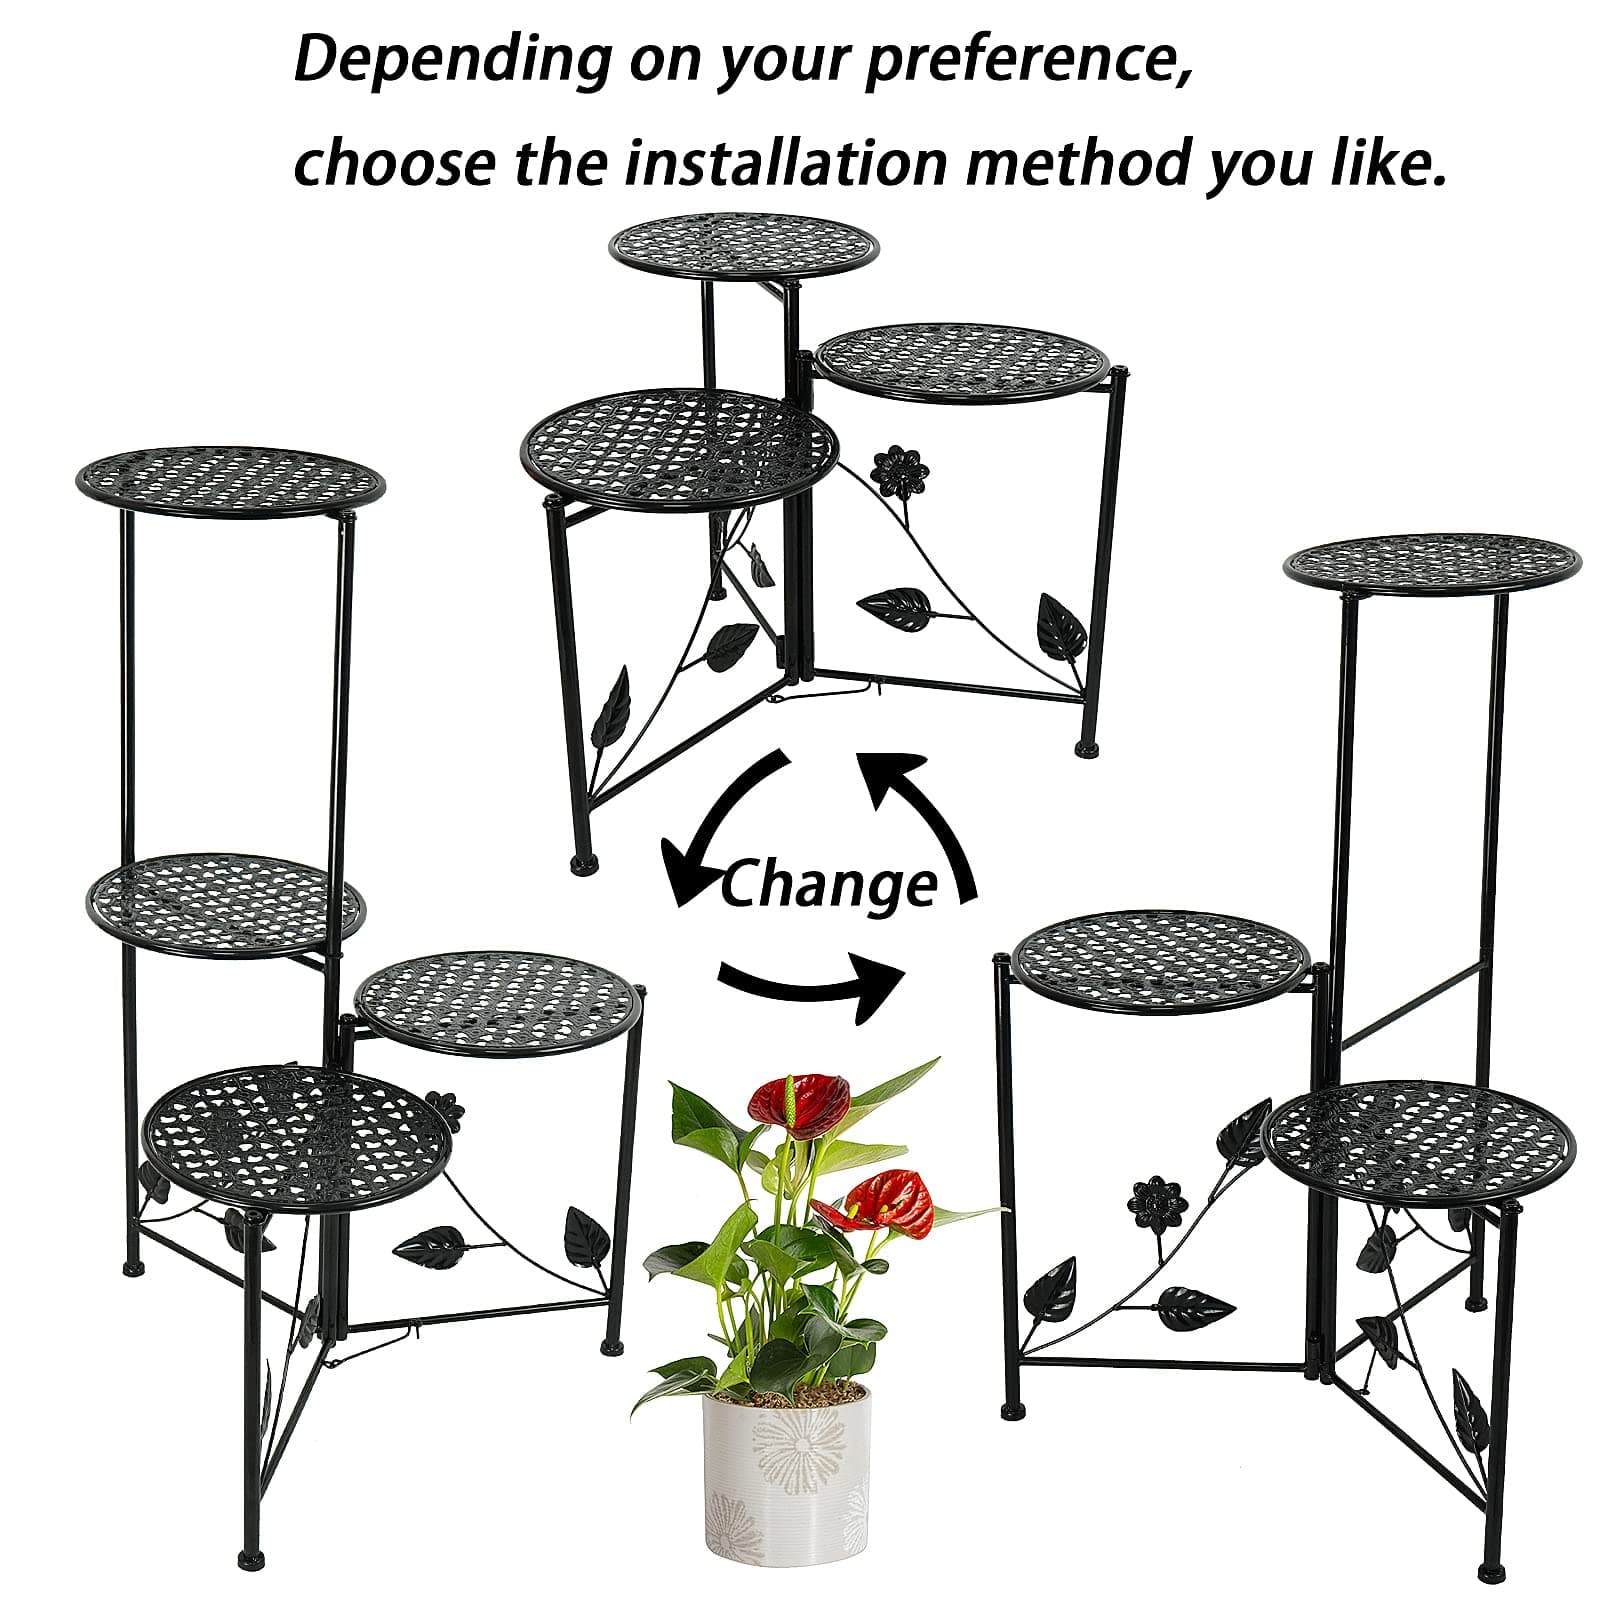 Depending on your preference,
choose the installation method you like.
Change